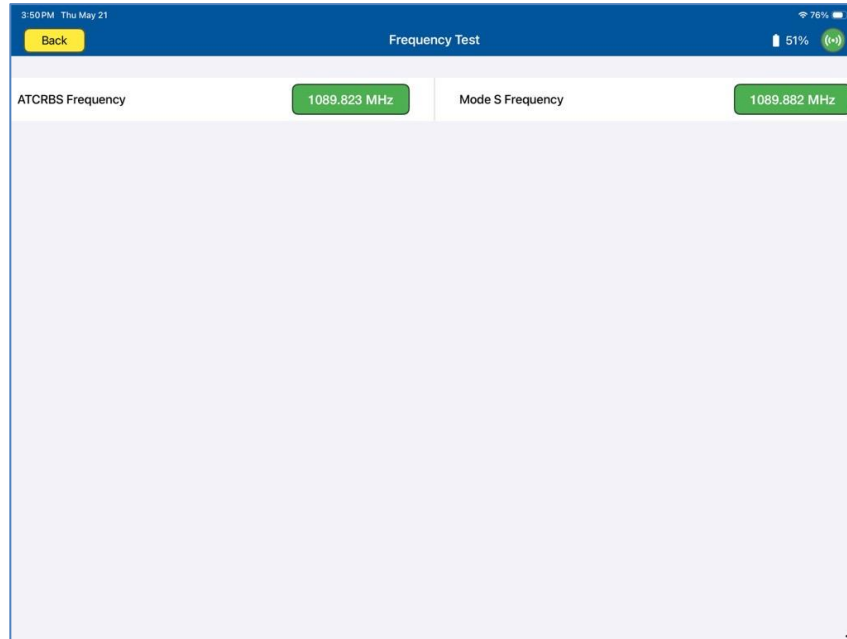 3:50 PM Thu May 21
76%
Back
Frequency Test
51%
ATCRBS Frequency
1089.823 MHz
Mode S Frequency
1089.882 MHz